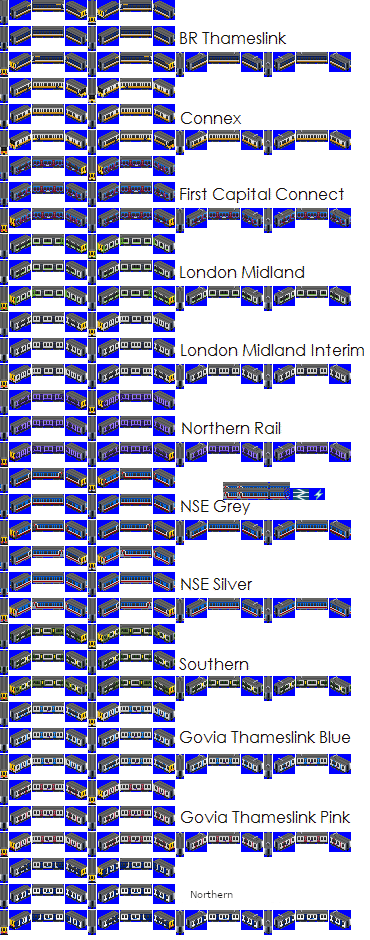 BR Thameslink
Connex
First Capital Connect
London Midland
London Midland Interim
Northern Rail
NSE Grey
NSE Silver
Southern
Govia Thameslink Blue
Govia Thameslink Pink
Northern